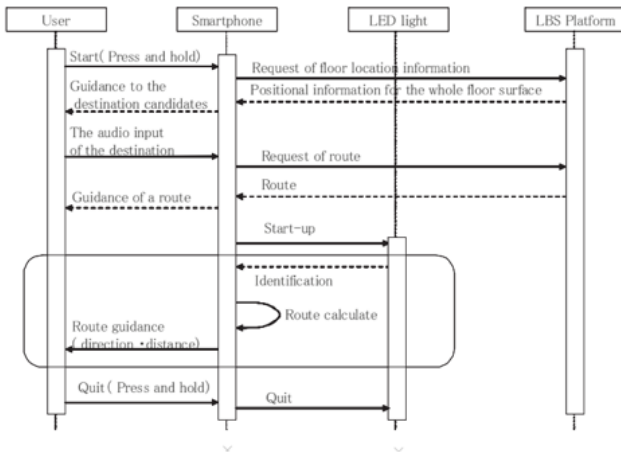 User
Smartphone
LED light
LBS Platform
Start( Press and hold)
Request of floor location information
Guidance to the
destination candidates
Positional information for the whole floor surface
The audio input
of the destination
Request of route
Route
Guidance of a route
Start-up
Identification
Route calculate
Route guidance
( direction ・distance)
Quit( Press and hold)
Quit